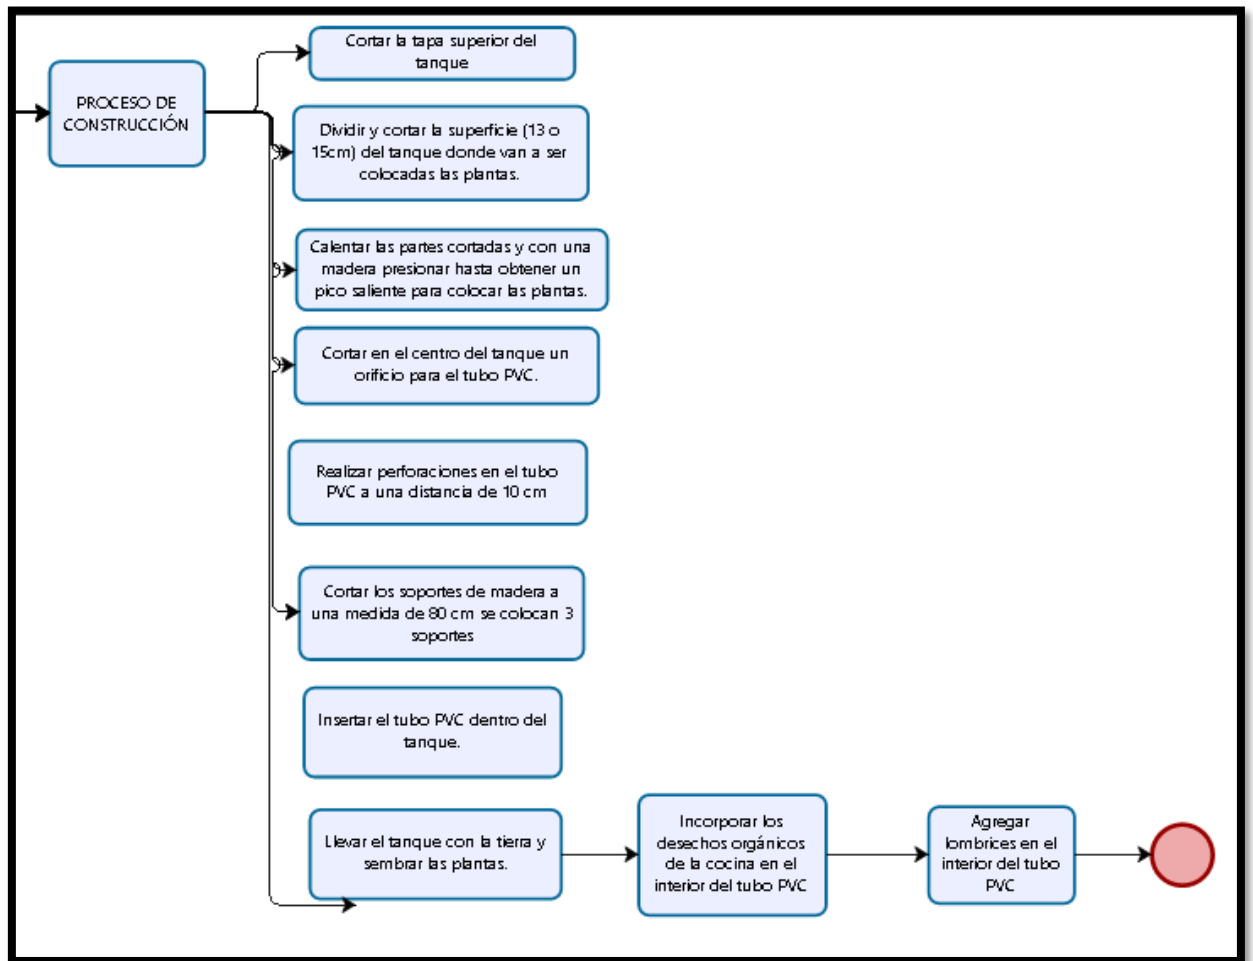 Cortar la tapa superior del
tanque
PROCESO DE
CONSTRUCCIÓN
Dividir y cortar la superficie (13 o
15cm) del tanque donde van a ser
colocadas las plantas.
Calentar las partes cortadas y con una
madera presionar hasta obtener un
pico saliente para colocar las plantas.
Cortar en el centro del tanque un
orificio para el tubo PVC.
Realizar perforaciones en el tubo
PVC a una distancia de 10 cm
Cortar los soportes de madera a
una medida de 80 cm se colocan 3
soportes
Insertar el tubo PVC dentro del
tanque.
Llevar el tanque con la tierra y
sembrar las plantas.
Incorporar los
desechos orgánicos
de la cocina en el
interior del tubo PVC
Agregar
lombrices en el
interior del tubo
PVC